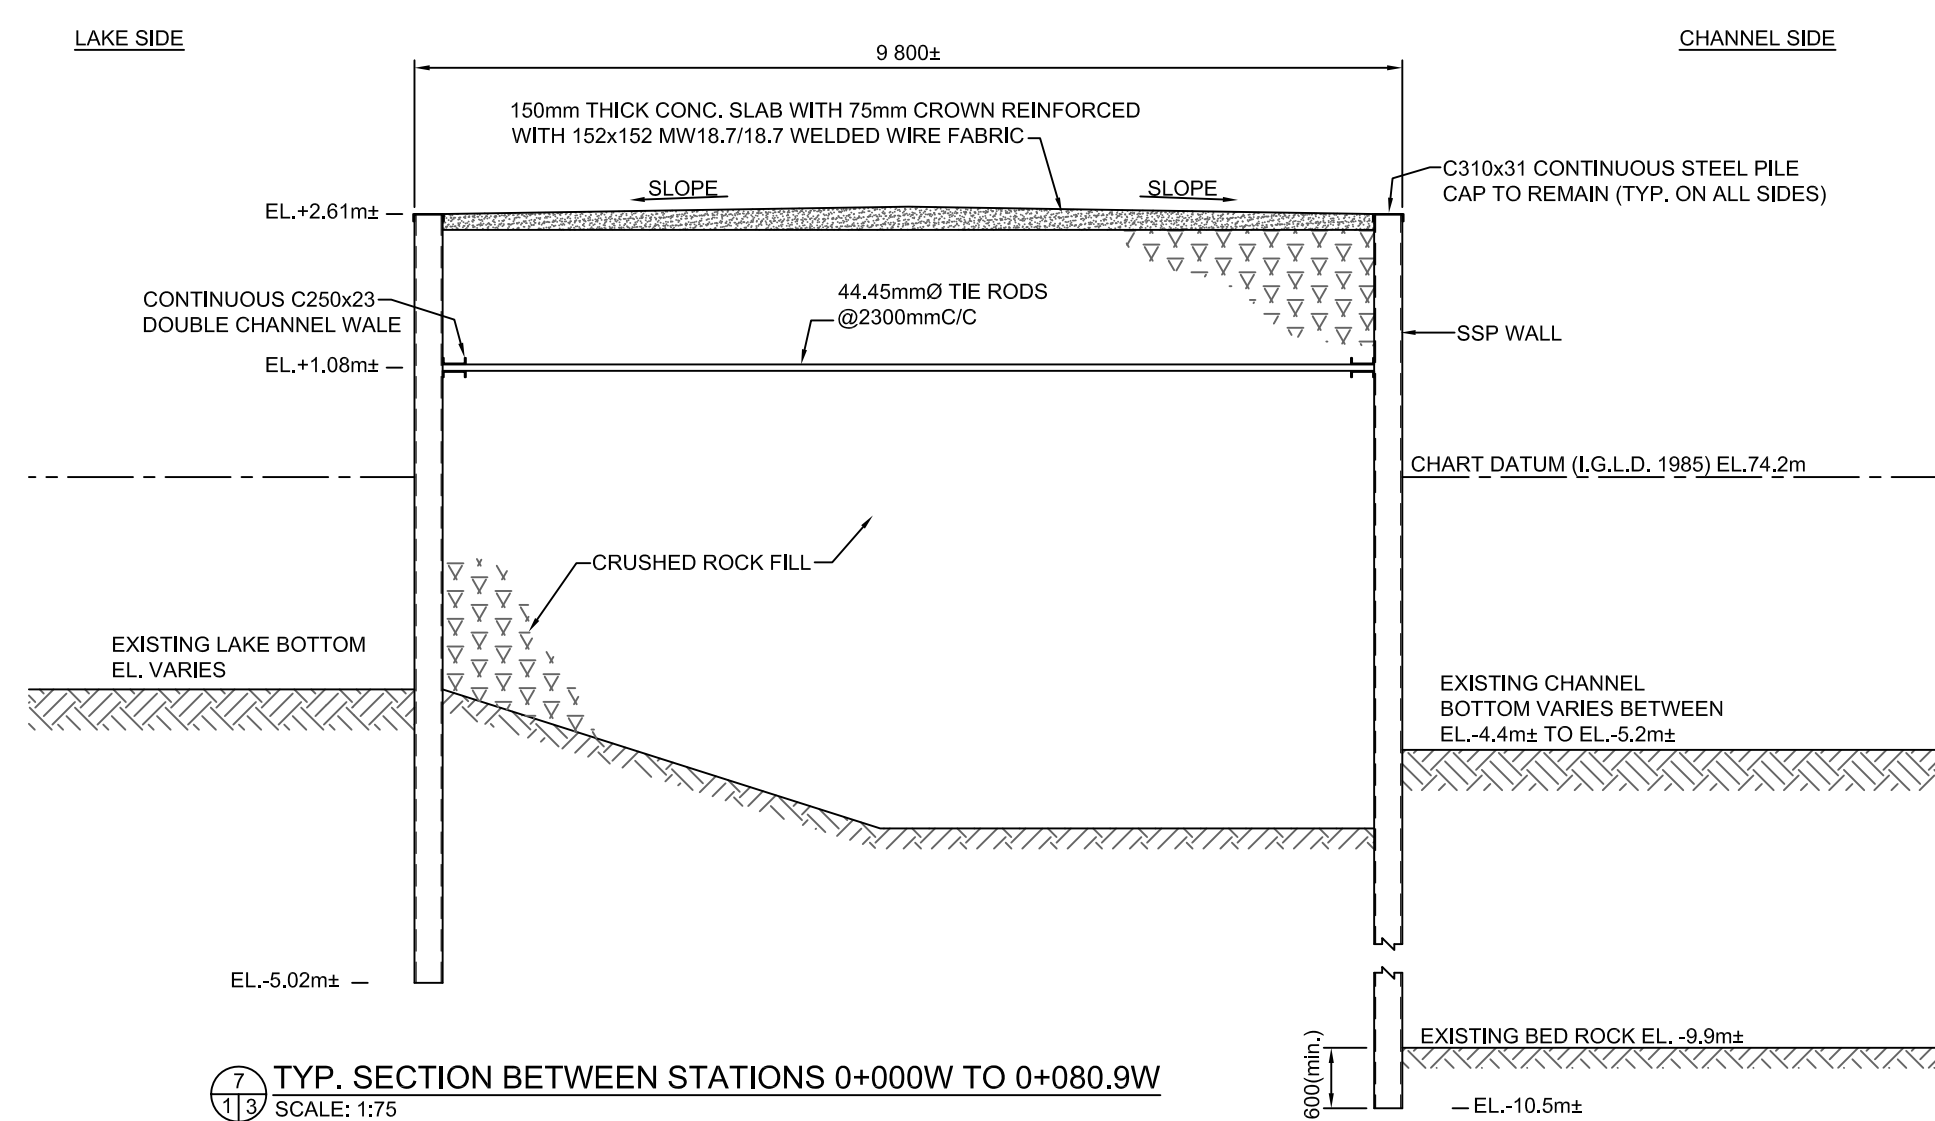 LAKE SIDE
CHANNEL SIDE
9 800±
150mm THICK CONC. SLAB WITH 75mm CROWN REINFORCED
WITH 152x152 MW18.7/18.7 WELDED WIRE FABRIC
C310x31 CONTINUOUS STEEL PILE
CAP TO REMAIN (TYP. ON ALL SIDES)
SLOPE
SLOPE
EL.+2.61m±
CONTINUOUS C250x23
DOUBLE CHANNEL WALE
44.45mmØ TIE RODS
@2300mmC/C
SSP WALL
EL.+1.08m±
CHART DATUM (I.G.L.D. 1985) EL.74.2m
CRUSHED ROCK FILL
EXISTING LAKE BOTTOM
EL. VARIES
EXISTING CHANNEL
BOTTOM VARIES BETWEEN
EL.-4.4m± TO EL.-5.2m±
EL.-5.02m±
EXISTING BED ROCK EL. -9.9m±
600(min.)
EL.-10.5m±
7
1 3
TYP. SECTION BETWEEN STATIONS 0+000W TO 0+080.9W
SCALE: 1:75